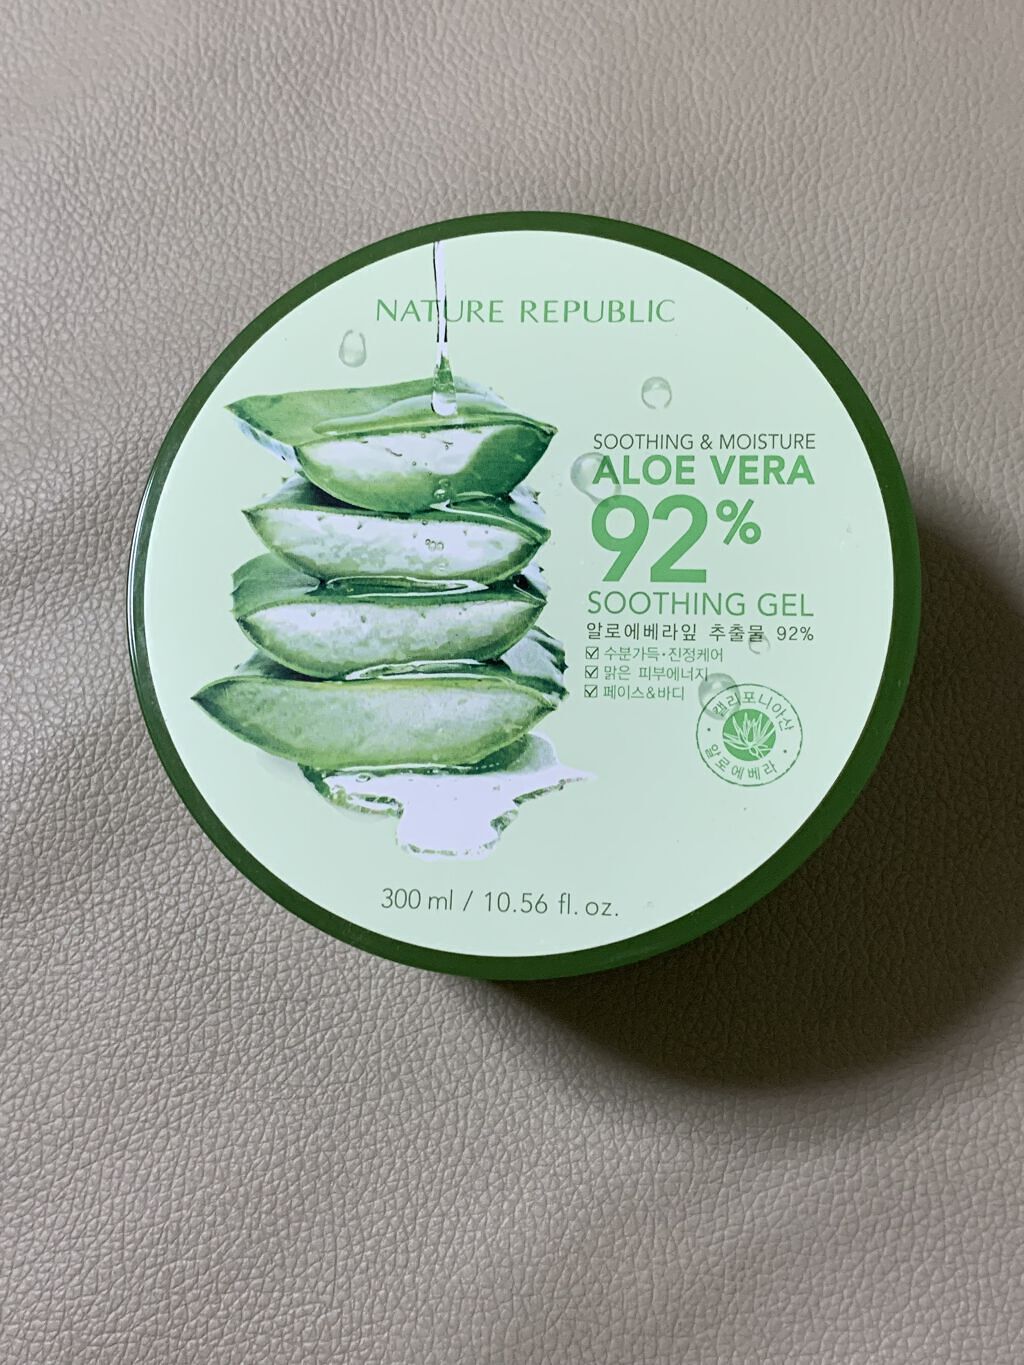 NATURE REPUBLIC
SOOTHING & MOISTURE
ALOE VERA
92%
SOOTHING GEL
알로에베라잎 추출물 92%
수분가득·진정케어
맑은 피부에너지
페이스&바디
캘리포니아산
알로에베라
300 ml / 10.56 fl. oz.